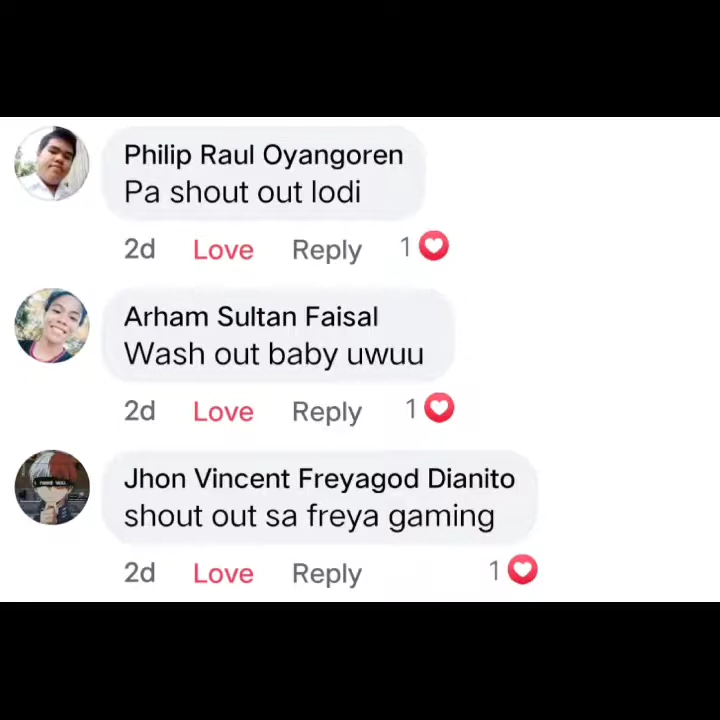 Philip Raul Oyangoren
Pa shout out lodi
2d Love Reply 1
Arham Sultan Faisal
Wash out baby uwuu
2d Love Reply 1
Jhon Vincent Freyagod Dianito
shout out sa freya gaming
2d Love Reply 1